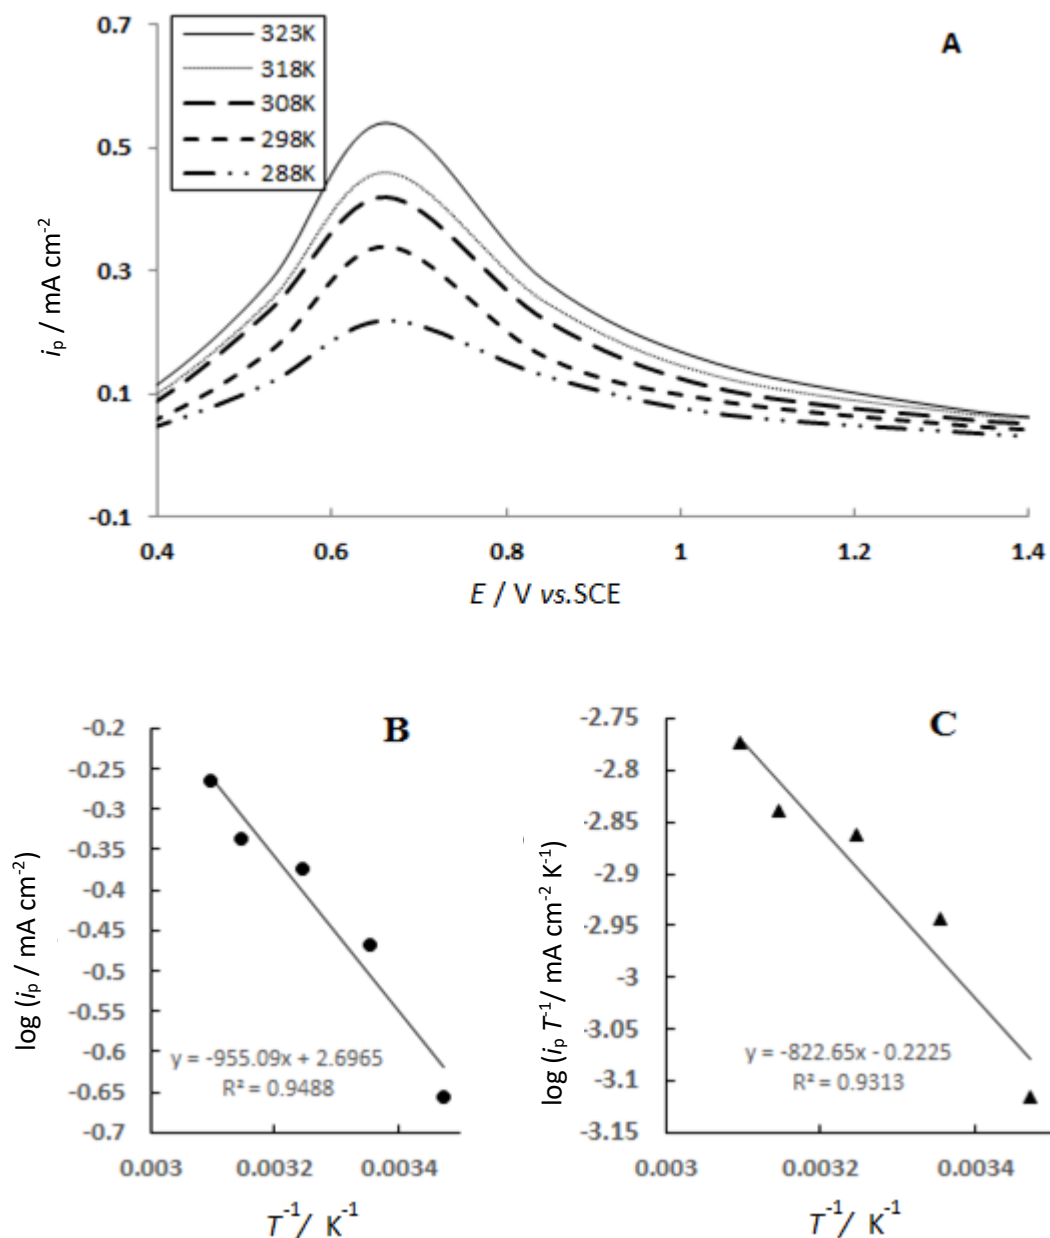 A
323K
318K
308K
298K
288K
0.7
0.5
0.3
0.1
-0.1
i_p / mA cm⁻²
0.4 0.6 0.8 1 1.2 1.4
E / V vs.SCE
B
-0.2
-0.25
-0.3
-0.35
-0.4
-0.45
-0.5
-0.55
-0.6
-0.65
-0.7
log (i_p / mA cm⁻²)
y = -955.09x + 2.6965
R² = 0.9488
0.003 0.0032 0.0034
T⁻¹/ K⁻¹
C
-2.75
-2.8
-2.85
-2.9
-2.95
-3
-3.05
-3.1
-3.15
log (i_p T⁻¹/ mA cm⁻² K⁻¹)
y = -822.65x - 0.2225
R² = 0.9313
0.003 0.0032 0.0034
T⁻¹/ K⁻¹